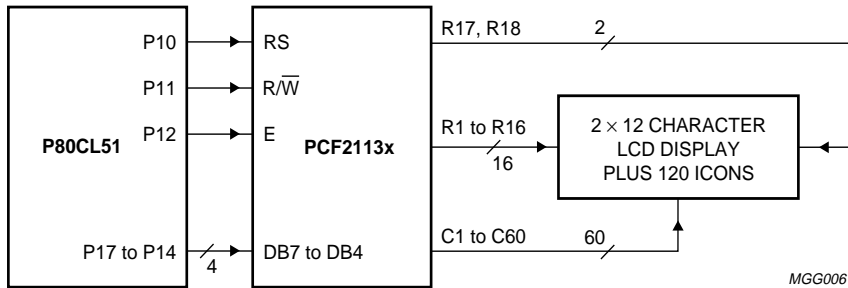 P10
RS
R17, R18
2
P11
R/W̅
P12
E
P80CL51
PCF2113x
R1 to R16
16
2 × 12 CHARACTER
LCD DISPLAY
PLUS 120 ICONS
P17 to P14
4
DB7 to DB4
C1 to C60
60
MGG006